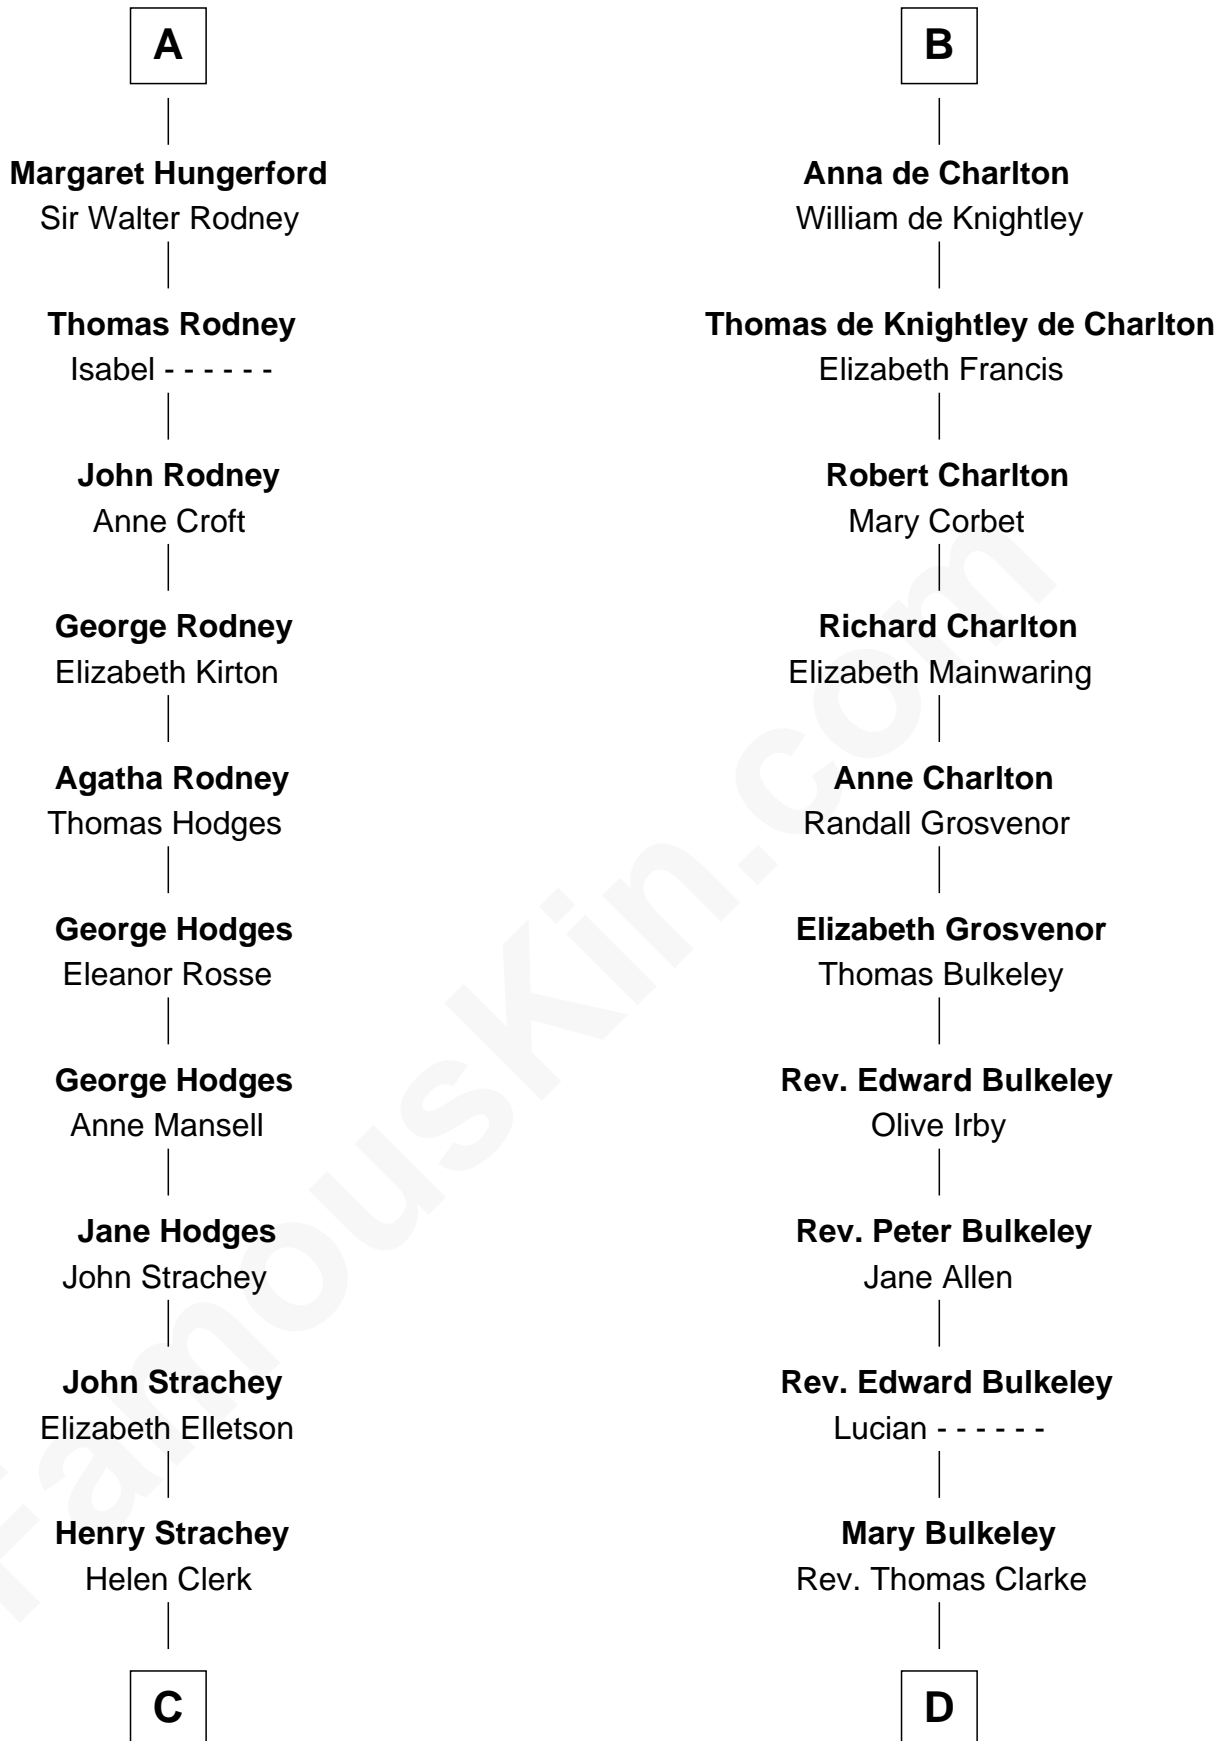 A
Margaret Hungerford
Sir Walter Rodney
Thomas Rodney
Isabel - - - - - -
John Rodney
Anne Croft
George Rodney
Elizabeth Kirton
Agatha Rodney
Thomas Hodges
George Hodges
Eleanor Rosse
George Hodges
Anne Mansell
Jane Hodges
John Strachey
John Strachey
Elizabeth Elletson
Henry Strachey
Helen Clerk
C
B
Anna de Charlton
William de Knightley
Thomas de Knightley de Charlton
Elizabeth Francis
Robert Charlton
Mary Corbet
Richard Charlton
Elizabeth Mainwaring
Anne Charlton
Randall Grosvenor
Elizabeth Grosvenor
Thomas Bulkeley
Rev. Edward Bulkeley
Olive Irby
Rev. Peter Bulkeley
Jane Allen
Rev. Edward Bulkeley
Lucian - - - - - -
Mary Bulkeley
Rev. Thomas Clarke
D
FamousKin.com